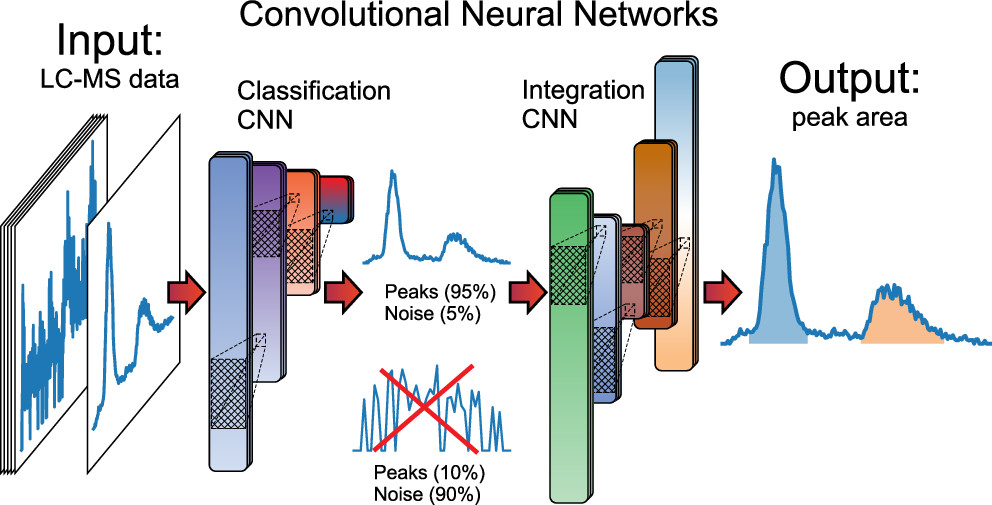 Convolutional Neural Networks
Input:
LC-MS data
Classification
CNN
Peaks (95%)
Noise (5%)
Peaks (10%)
Noise (90%)
Integration
CNN
Output:
peak area